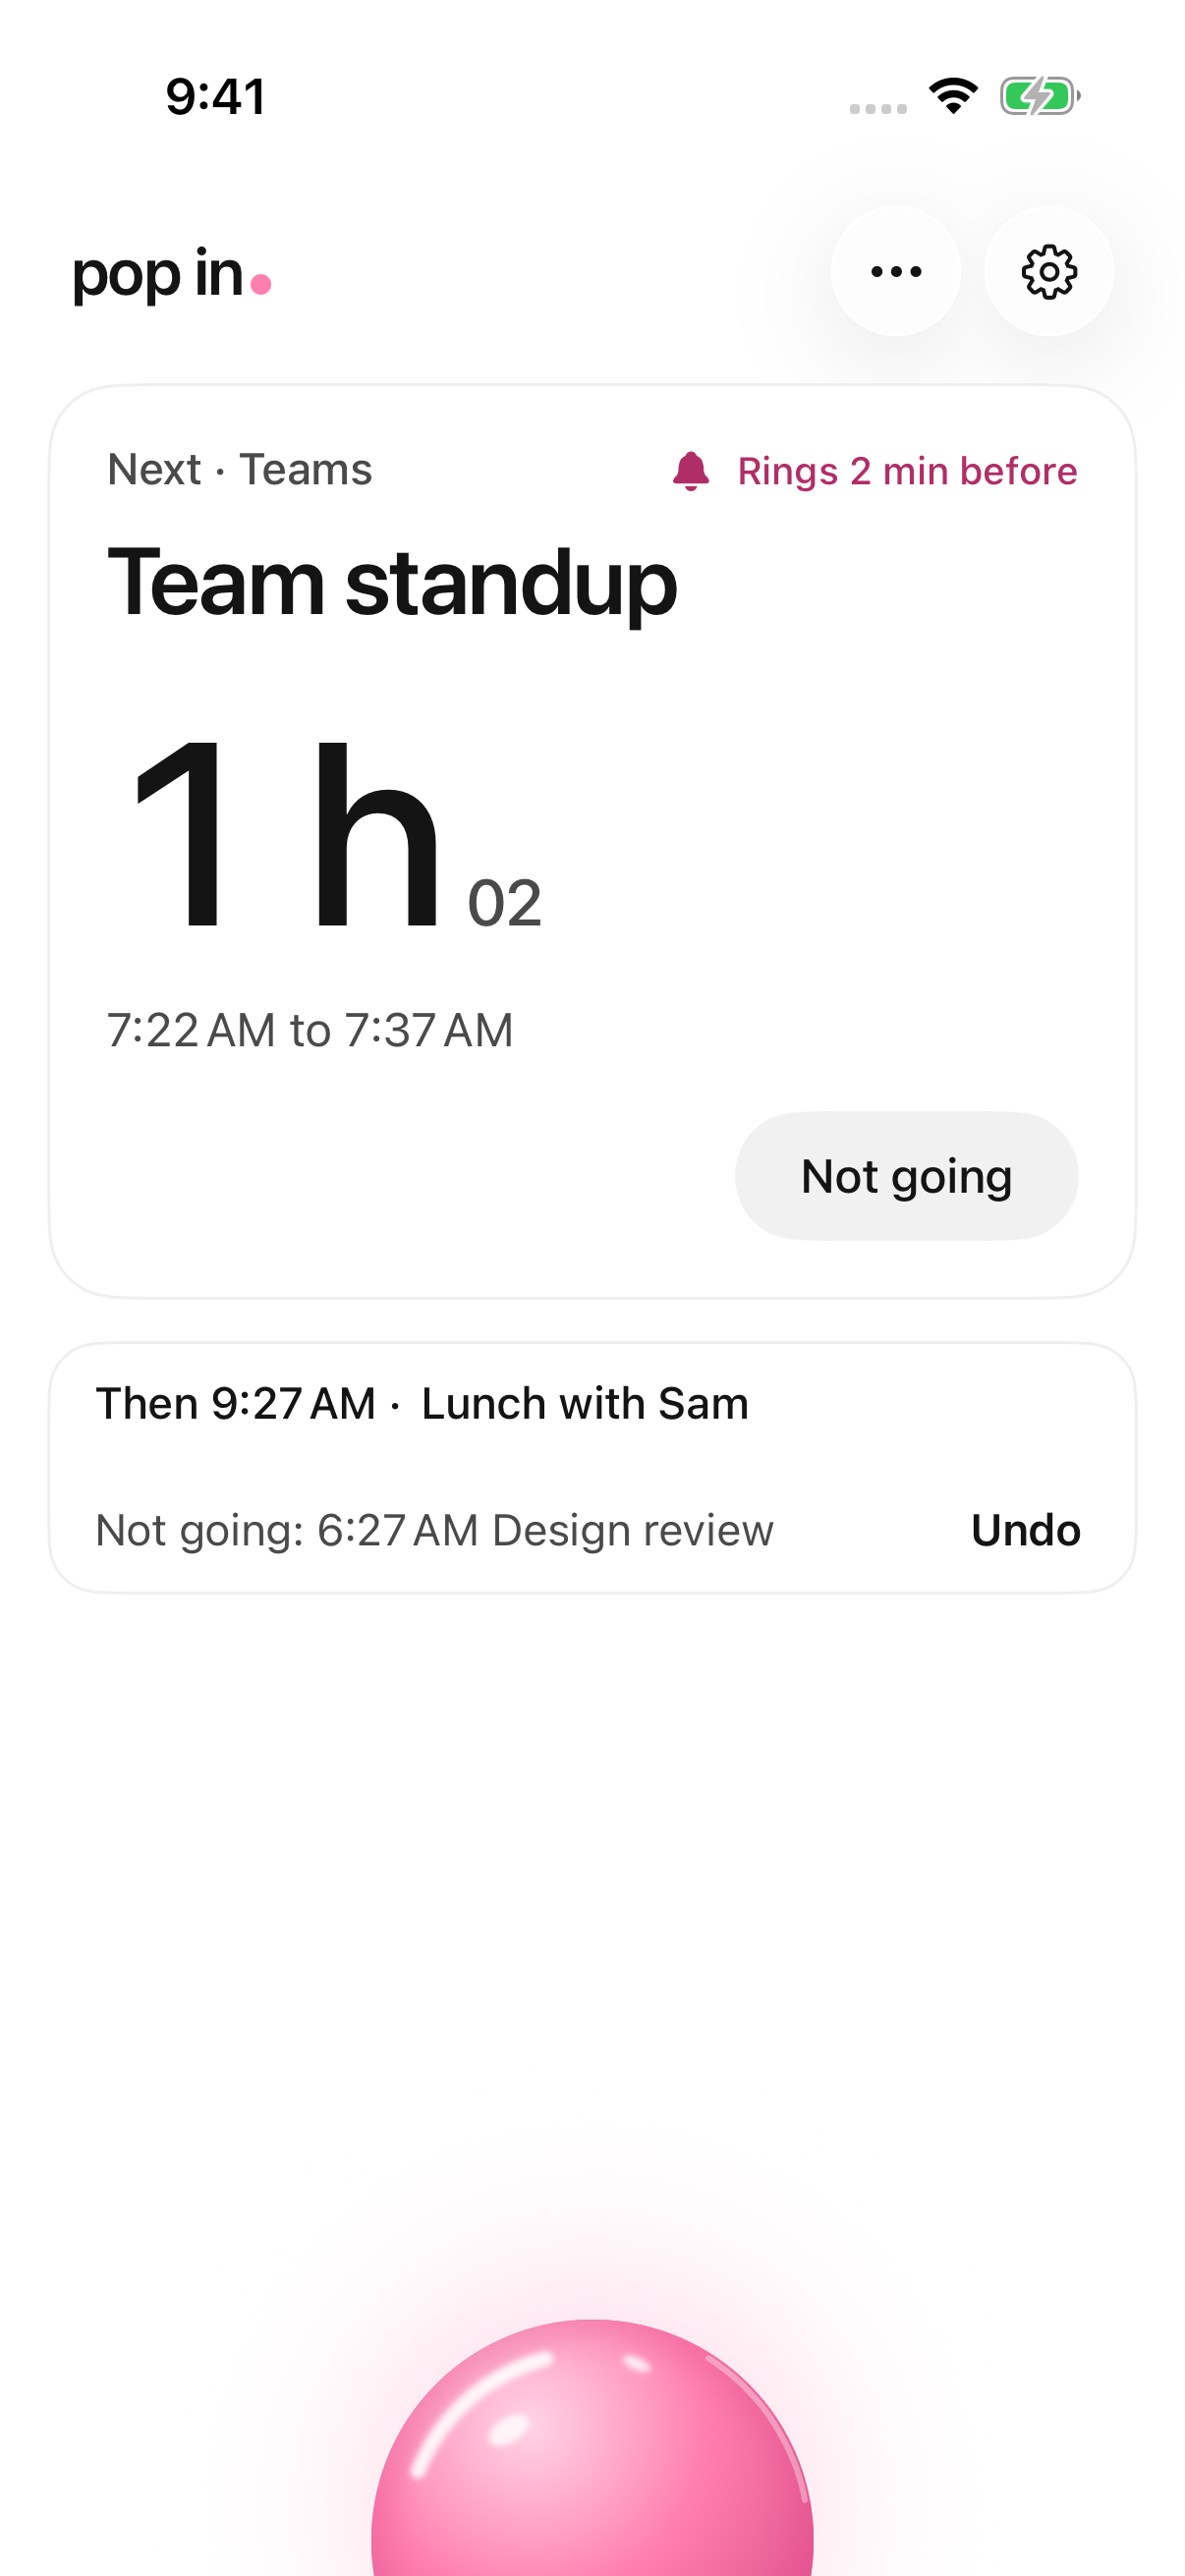 9:41
pop in
Next · Teams
Rings 2 min before
Team standup
1 h 02
7:22 AM to 7:37 AM
Not going
Then 9:27 AM · Lunch with Sam
Not going: 6:27 AM Design review
Undo